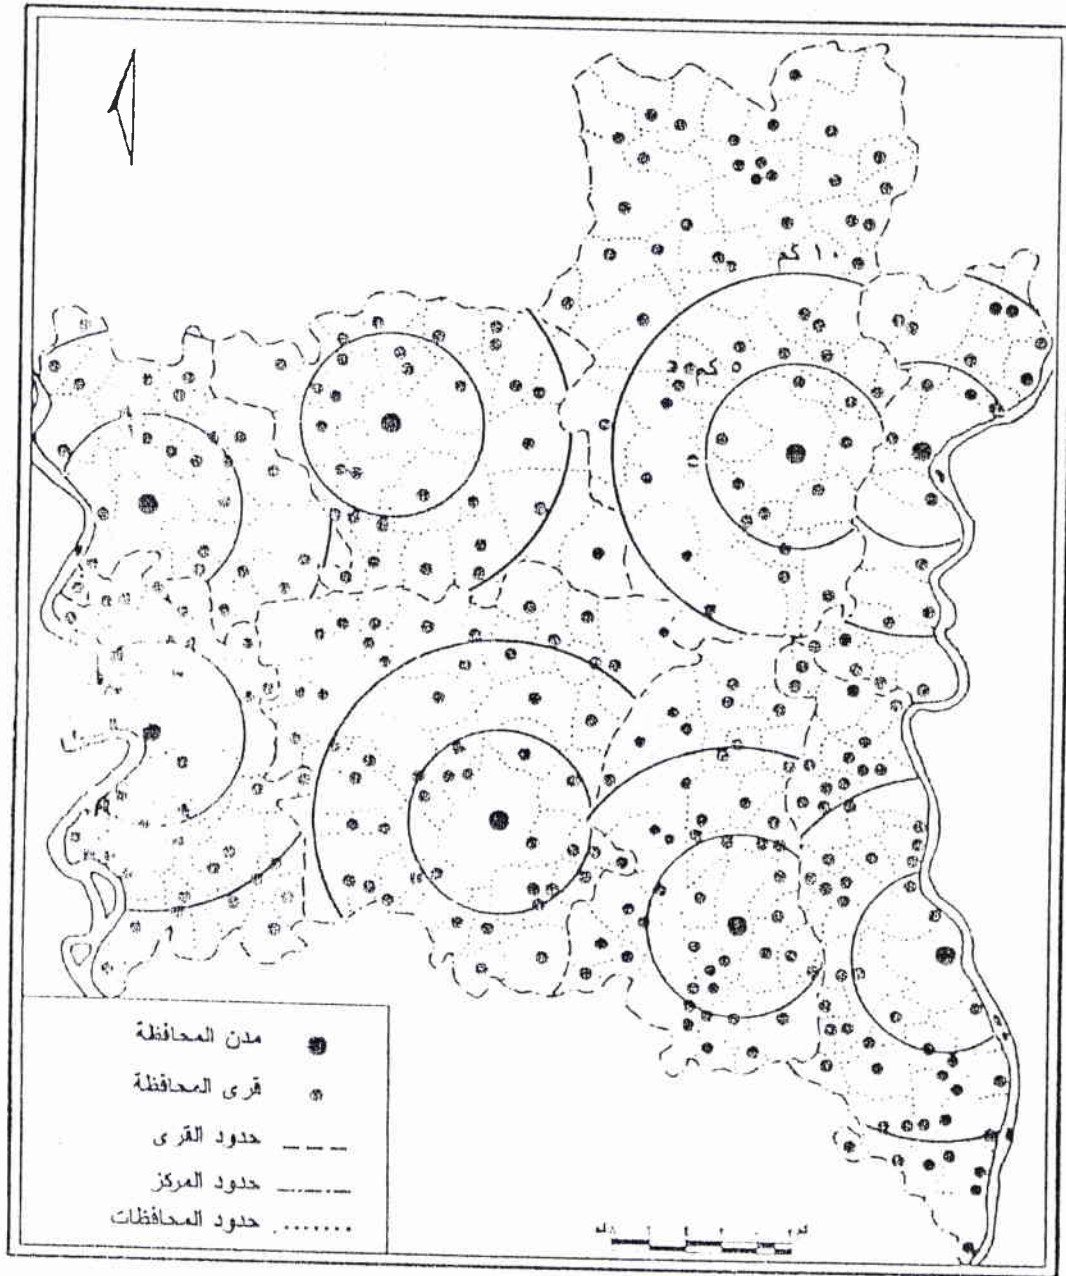 ١٠ كم
٥ كم
مدن المحافظة
قرى المحافظة
حدود القرى
حدود المركز
حدود المحافظات